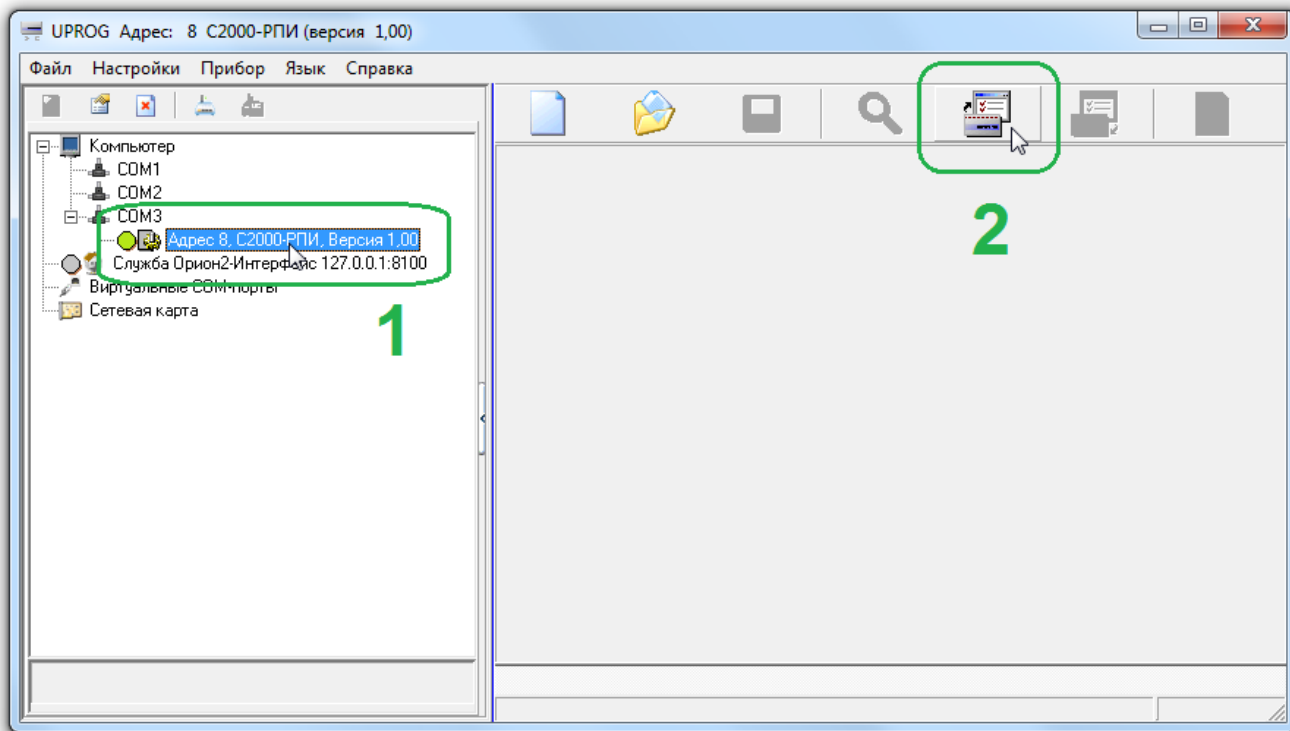 UPROG Адрес: 8 С2000-РПИ (версия 1,00)
Файл Настройки Прибор Язык Справка
Компьютер
COM1
COM2
COM3
Адрес 8, С2000-РПИ, Версия 1,00
Служба Орион2-Интерфейс 127.0.0.1:8100
Виртуальные COM-порты
Сетевая карта
1
2